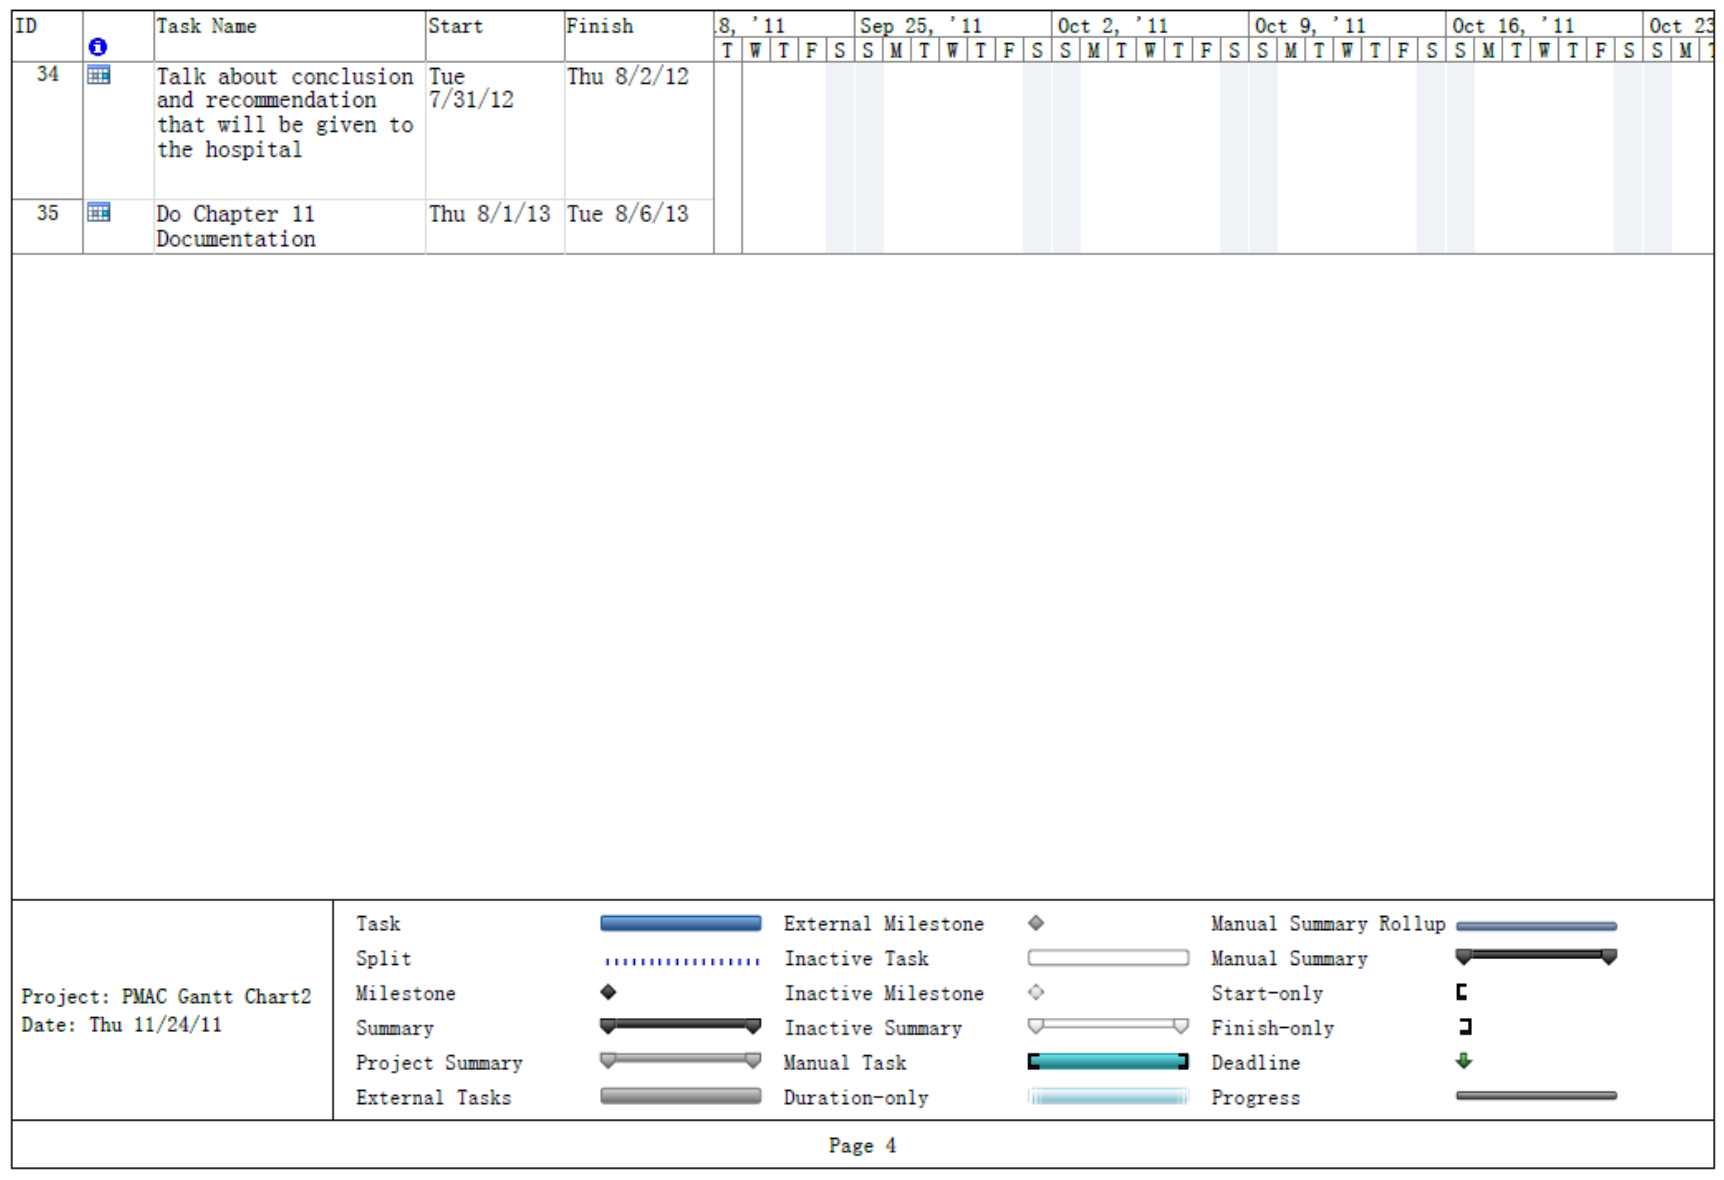 ID Task Name Start Finish 8, '11 Sep 25, '11 Oct 2, '11 Oct 9, '11 Oct 16, '11 Oct 23
T W T F S S M T W T F S S M T W T F S S M T W T F S S M T W T F S S M
34 Talk about conclusion Tue Thu 8/2/12
and recommendation 7/31/12
that will be given to
the hospital
35 Do Chapter 11 Thu 8/1/13 Tue 8/6/13
Documentation
Project: PMAC Gantt Chart2
Date: Thu 11/24/11
Task External Milestone Manual Summary Rollup
Split Inactive Task Manual Summary
Milestone Inactive Milestone Start-only
Summary Inactive Summary Finish-only
Project Summary Manual Task Deadline
External Tasks Duration-only Progress
Page 4